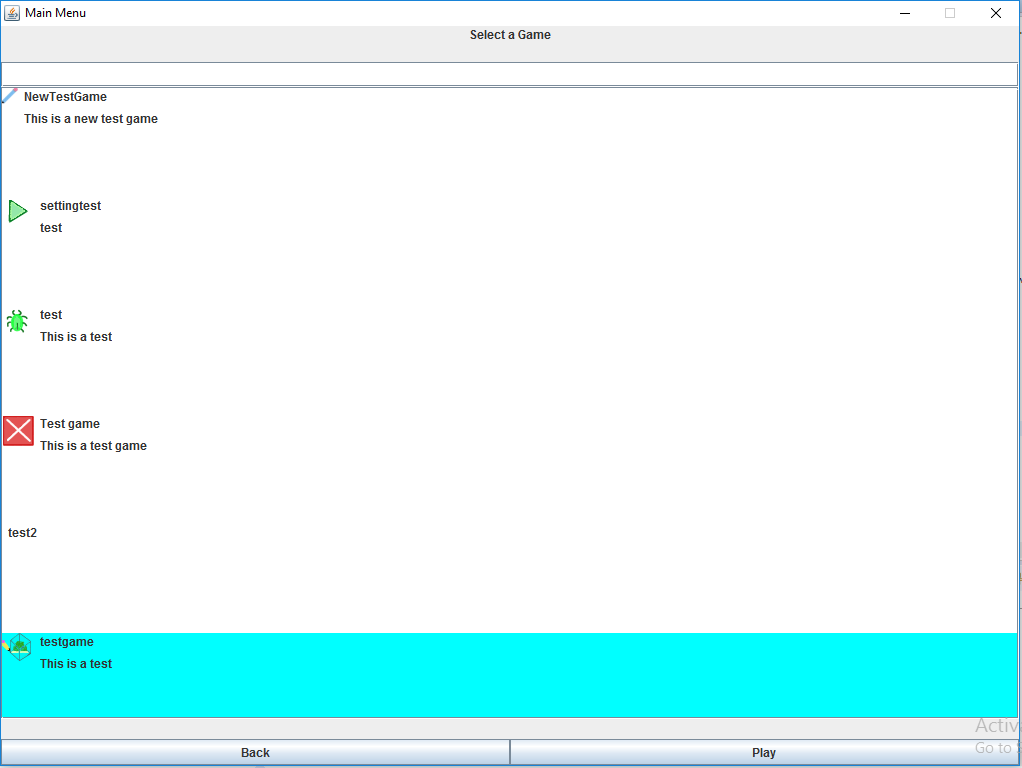 Main Menu
Select a Game
NewTestGame
This is a new test game
settingtest
test
test
This is a test
Test game
This is a test game
test2
testgame
This is a test
Activ
Go to
Back
Play